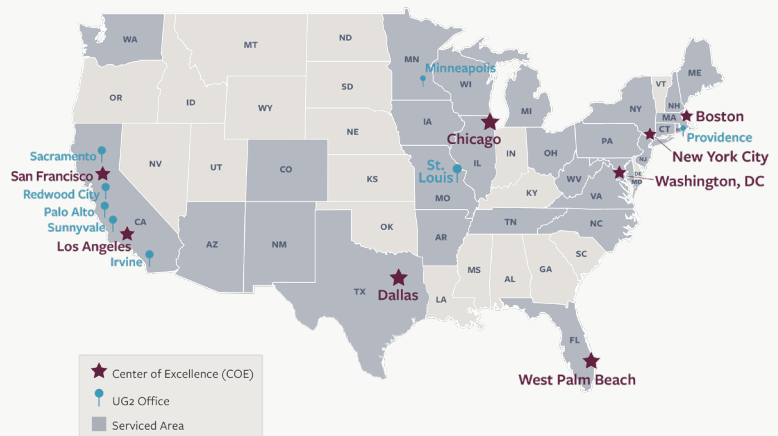 WA
MT
ND
MN
Minneapolis
WI
MI
ME
VT
NH
MA
Boston
CT
Providence
NY
New York City
OR
ID
WY
SD
IA
NE
Chicago
IL
IN
OH
PA
NJ
DE
MD
Washington, DC
WV
VA
Sacramento
San Francisco
Redwood City
Palo Alto
Sunnyvale
CA
Los Angeles
Irvine
NV
UT
CO
KS
St.
Louis
MO
KY
TN
NC
SC
AZ
NM
OK
AR
MS
AL
GA
LA
TX
Dallas
FL
West Palm Beach
Center of Excellence (COE)
UG2 Office
Serviced Area